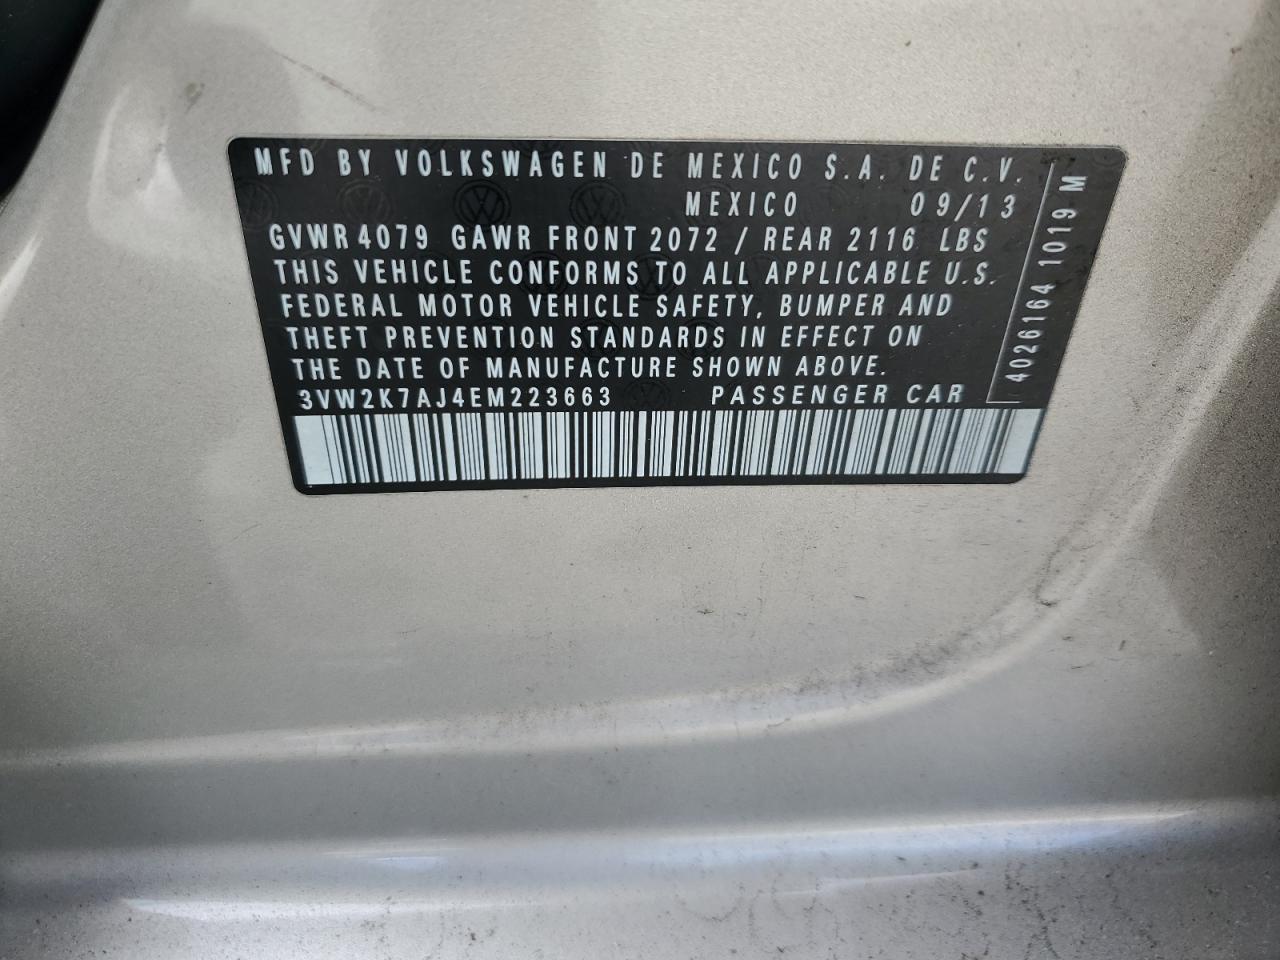 MFD BY VOLKSWAGEN DE MEXICO S.A. DE C.V.
MEXICO 09/13
GVWR 4079 GAWR FRONT 2072 / REAR 2116 LBS
THIS VEHICLE CONFORMS TO ALL APPLICABLE U.S.
FEDERAL MOTOR VEHICLE SAFETY, BUMPER AND
THEFT PREVENTION STANDARDS IN EFFECT ON
THE DATE OF MANUFACTURE SHOWN ABOVE.
3VW2K7AJ4EM223663 PASSENGER CAR
4026164 1019 M